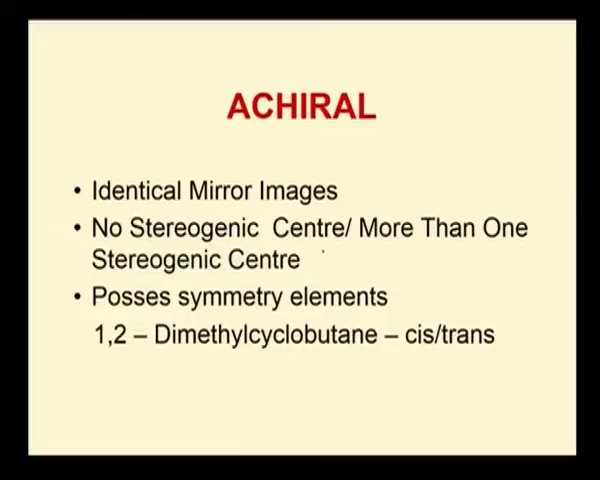 ACHIRAL
• Identical Mirror Images
• No Stereogenic Centre/ More Than One
Stereogenic Centre
• Posses symmetry elements
1,2 – Dimethylcyclobutane – cis/trans